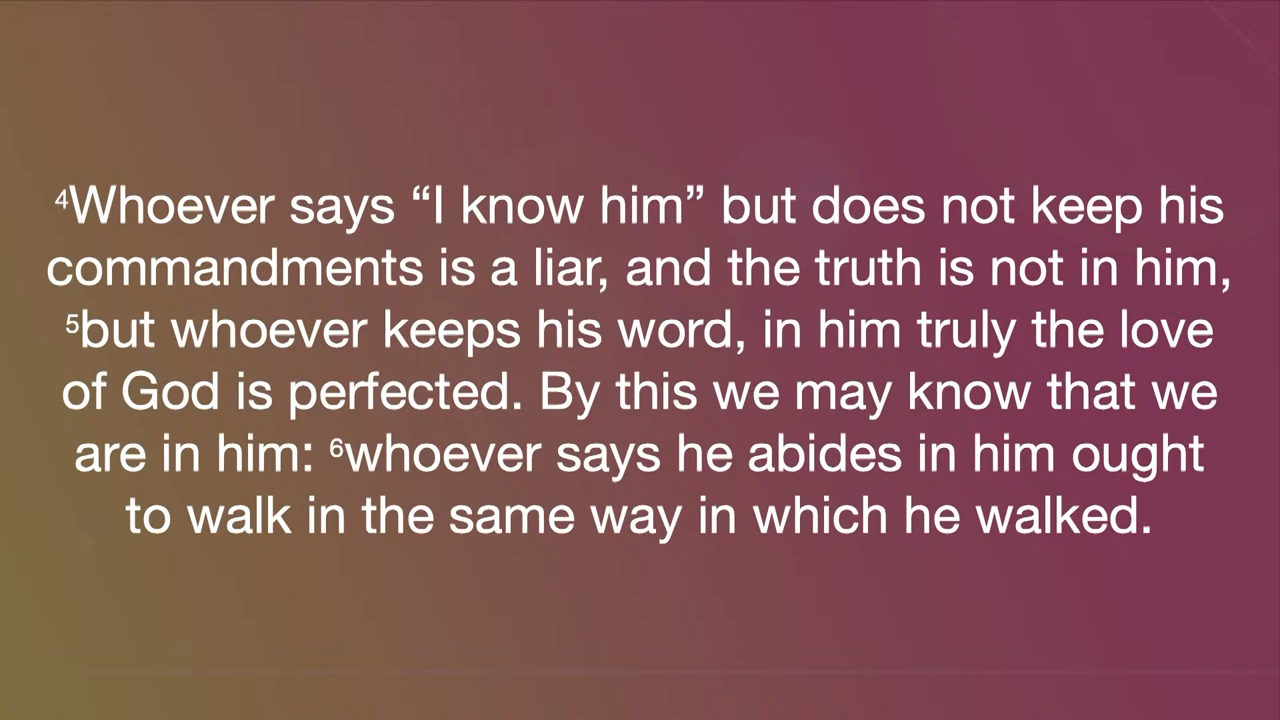 ⁴Whoever says “I know him” but does not keep his
commandments is a liar, and the truth is not in him,
⁵but whoever keeps his word, in him truly the love
of God is perfected. By this we may know that we
are in him: ⁶whoever says he abides in him ought
to walk in the same way in which he walked.